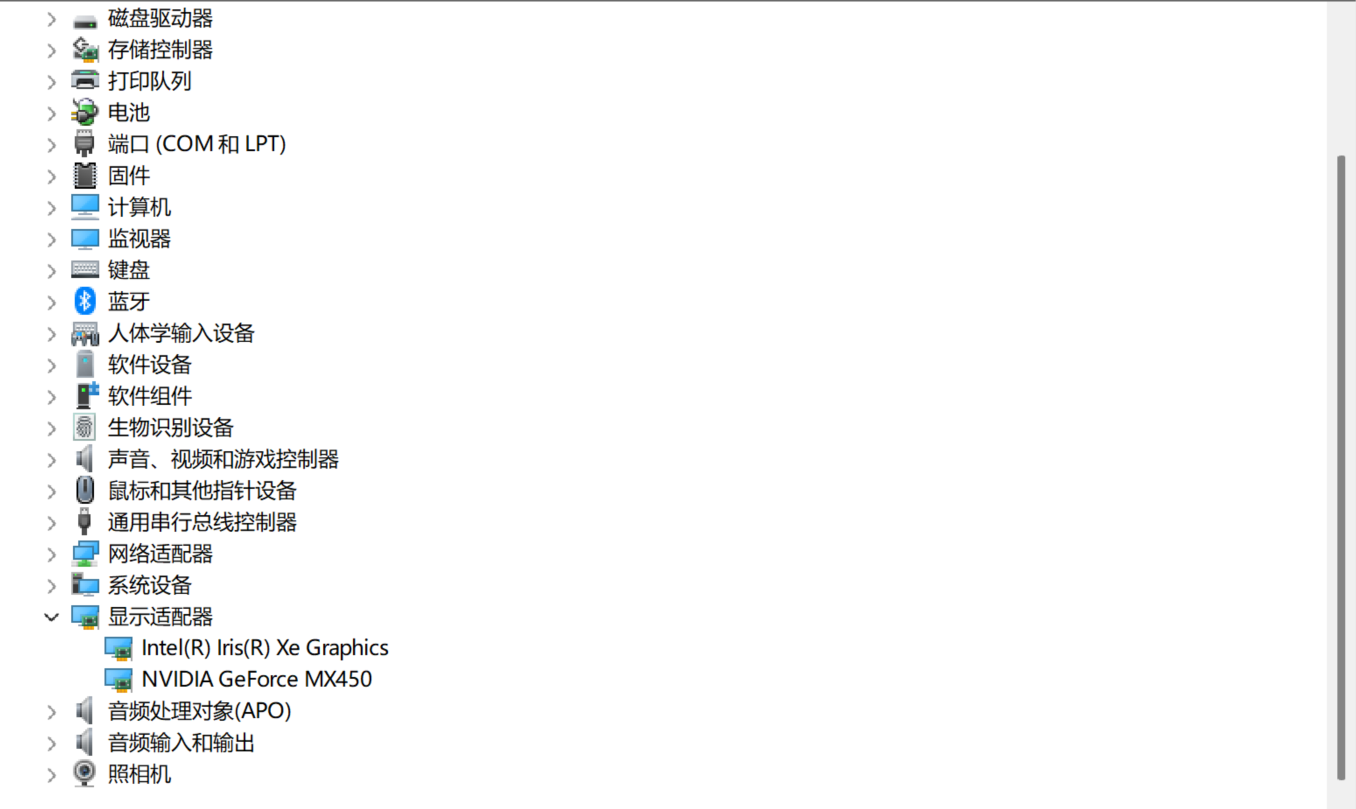 磁盘驱动器
存储控制器
打印队列
电池
端口 (COM 和 LPT)
固件
计算机
监视器
键盘
蓝牙
人体学输入设备
软件设备
软件组件
生物识别设备
声音、视频和游戏控制器
鼠标和其他指针设备
通用串行总线控制器
网络适配器
系统设备
显示适配器
Intel(R) Iris(R) Xe Graphics
NVIDIA GeForce MX450
音频处理对象(APO)
音频输入和输出
照相机